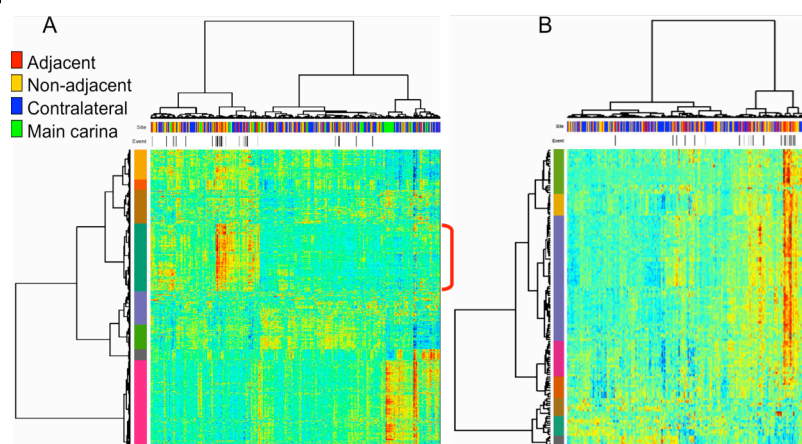 A
B
Adjacent
Non-adjacent
Contralateral
Main carina
Site
Site
Event
Event